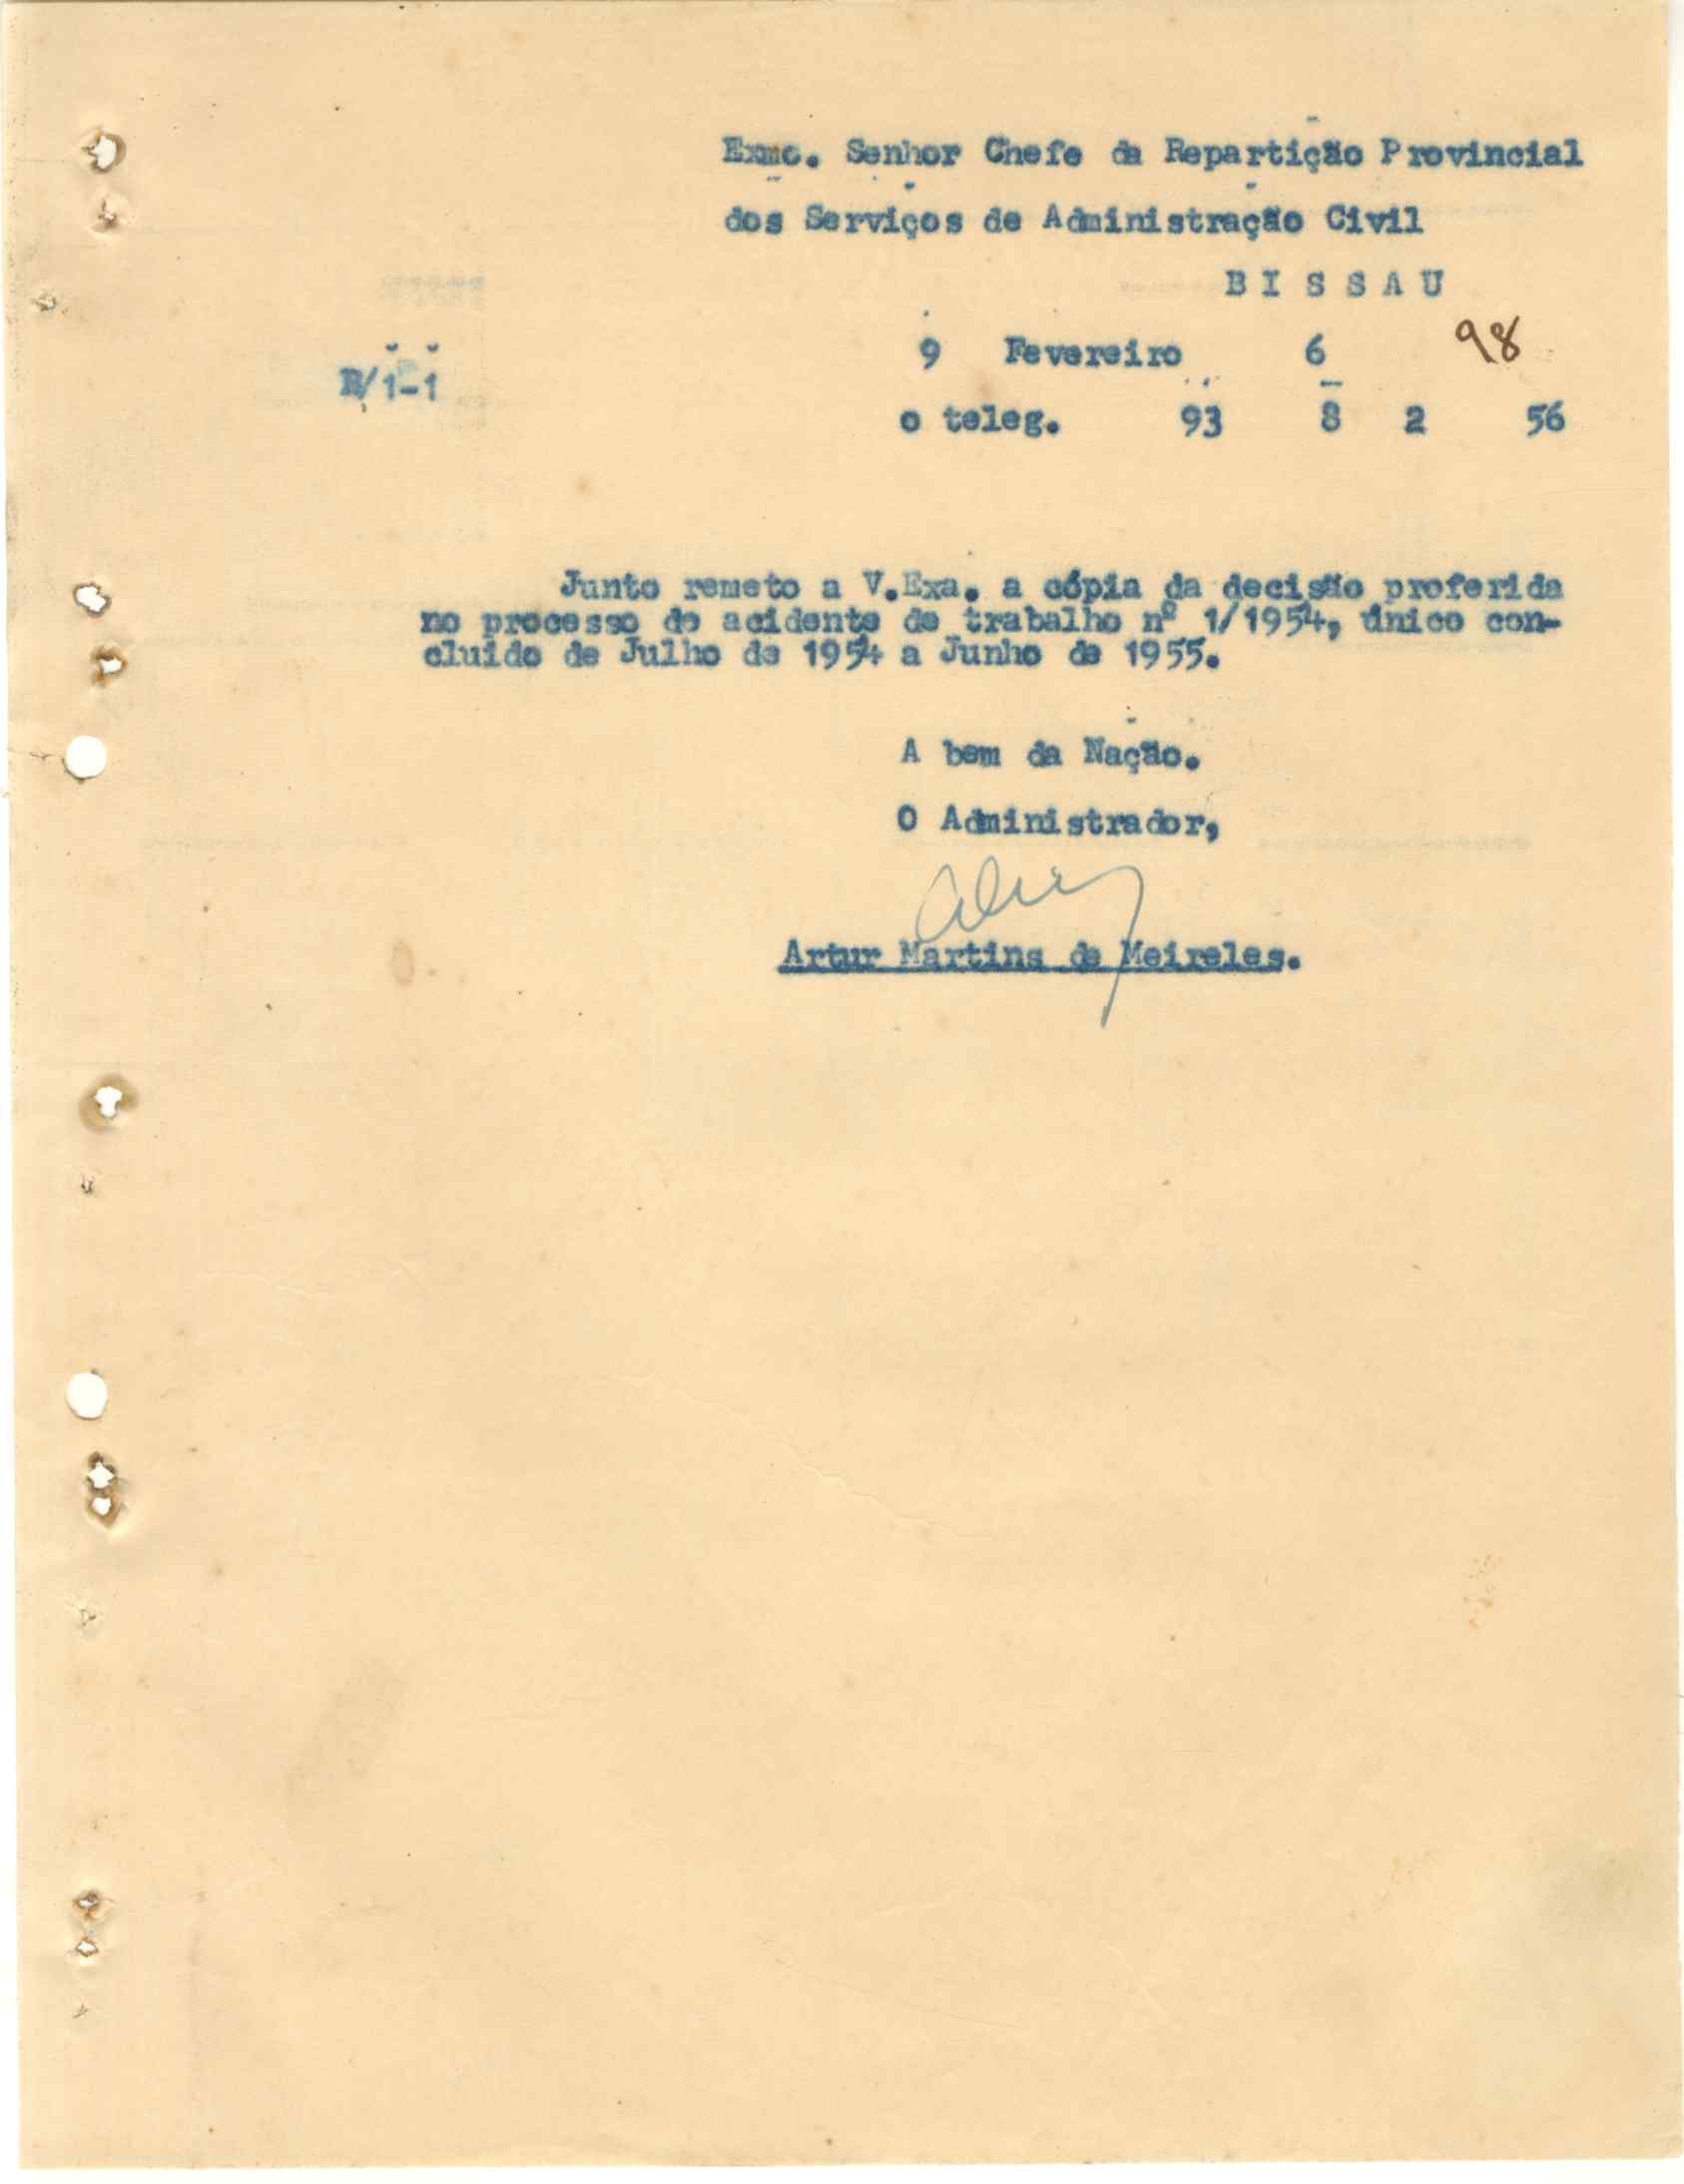 Exmo. Senhor Chefe da Repartição Provincial
dos Serviços de Administração Civil
B I S S A U
9 Fevereiro 6 98
R/1-1
o teleg. 93 8 2 56
Junto remeto a V.Exa. a cópia da decisão proferida
no processo de acidente de trabalho nº 1/1954, único con-
cluido de Julho de 1954 a Junho de 1955.
A bem da Nação.
O Administrador,
Artur Martins de Meireles.